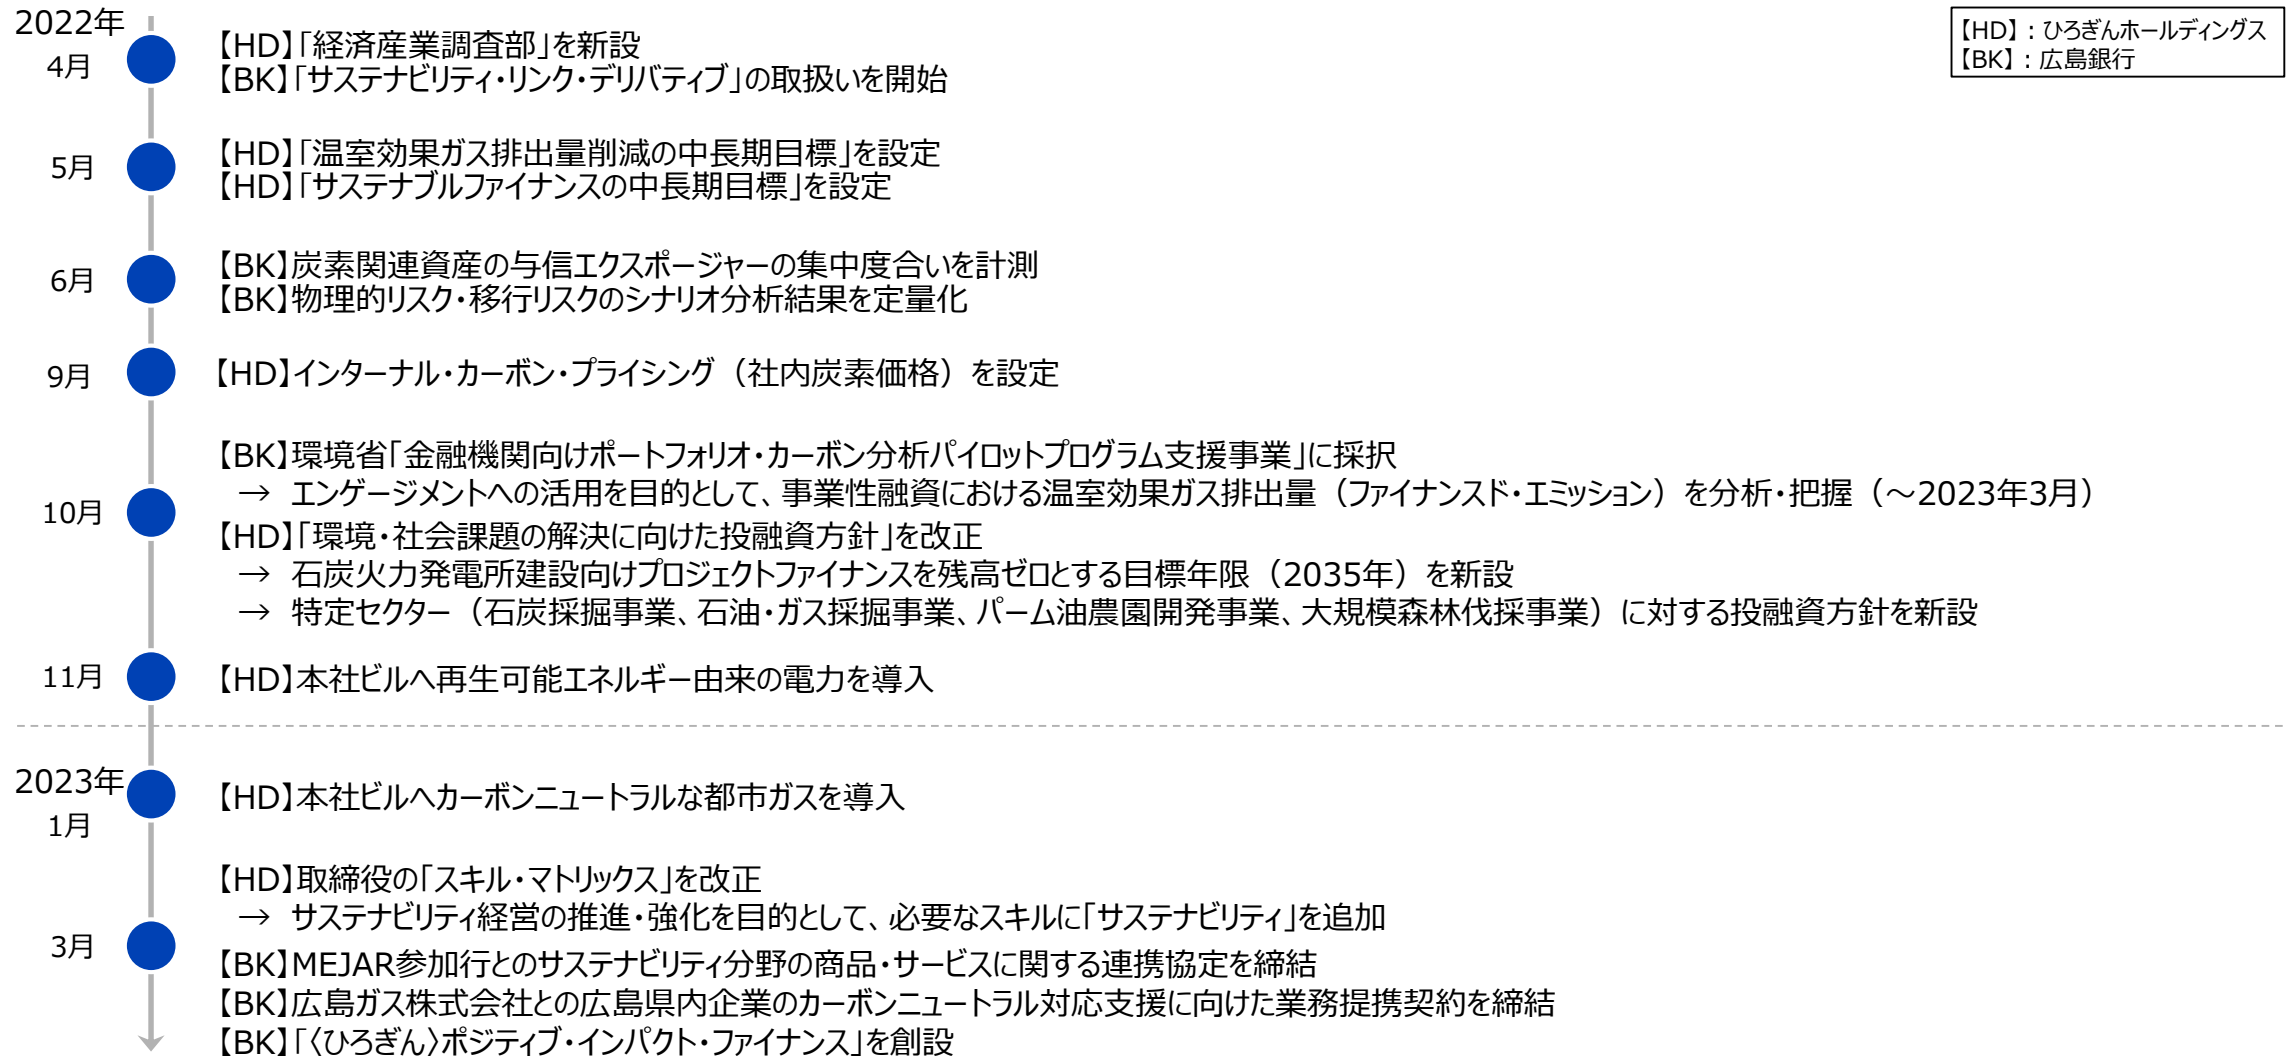 2022年
4月
【HD】「経済産業調査部」を新設
【BK】「サステナビリティ・リンク・デリバティブ」の取扱いを開始
【HD】：ひろぎんホールディングス
【BK】：広島銀行
5月
【HD】「温室効果ガス排出量削減の中長期目標」を設定
【HD】「サステナブルファイナンスの中長期目標」を設定
6月
【BK】炭素関連資産の与信エクスポージャーの集中度合いを計測
【BK】物理的リスク・移行リスクのシナリオ分析結果を定量化
9月
【HD】インターナル・カーボン・プライシング（社内炭素価格）を設定
10月
【BK】環境省「金融機関向けポートフォリオ・カーボン分析パイロットプログラム支援事業」に採択
→ エンゲージメントへの活用を目的として、事業性融資における温室効果ガス排出量（ファイナンスド・エミッション）を分析・把握（～2023年3月）
【HD】「環境・社会課題の解決に向けた投融資方針」を改正
→ 石炭火力発電所建設向けプロジェクトファイナンスを残高ゼロとする目標年限（2035年）を新設
→ 特定セクター（石炭採掘事業、石油・ガス採掘事業、パーム油農園開発事業、大規模森林伐採事業）に対する投融資方針を新設
11月
【HD】本社ビルへ再生可能エネルギー由来の電力を導入
2023年
1月
【HD】本社ビルへカーボンニュートラルな都市ガスを導入
3月
【HD】取締役の「スキル・マトリックス」を改正
→ サステナビリティ経営の推進・強化を目的として、必要なスキルに「サステナビリティ」を追加
【BK】MEJAR参加行とのサステナビリティ分野の商品・サービスに関する連携協定を締結
【BK】広島ガス株式会社との広島県内企業のカーボンニュートラル対応支援に向けた業務提携契約を締結
【BK】「〈ひろぎん〉ポジティブ・インパクト・ファイナンス」を創設